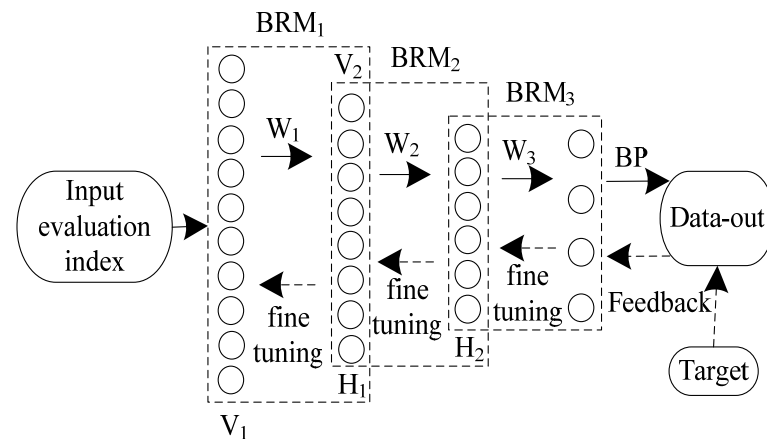 BRM₁
V₂
BRM₂
BRM₃
W₁
W₂
W₃
BP
Input
evaluation
index
Data-out
fine
tuning
fine
tuning
fine
tuning
Feedback
H₁
H₂
Target
V₁